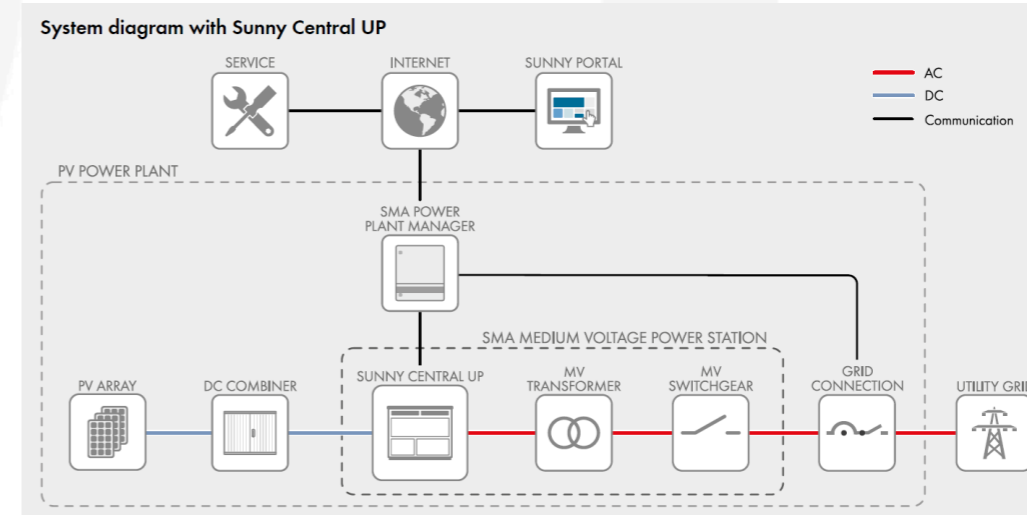 System diagram with Sunny Central UP
SERVICE
INTERNET
SUNNY PORTAL
AC
DC
Communication
PV POWER PLANT
SMA POWER
PLANT MANAGER
SMA MEDIUM VOLTAGE POWER STATION
PV ARRAY
DC COMBINER
SUNNY CENTRAL UP
MV
TRANSFORMER
MV
SWITCHGEAR
GRID
CONNECTION
UTILITY GRID